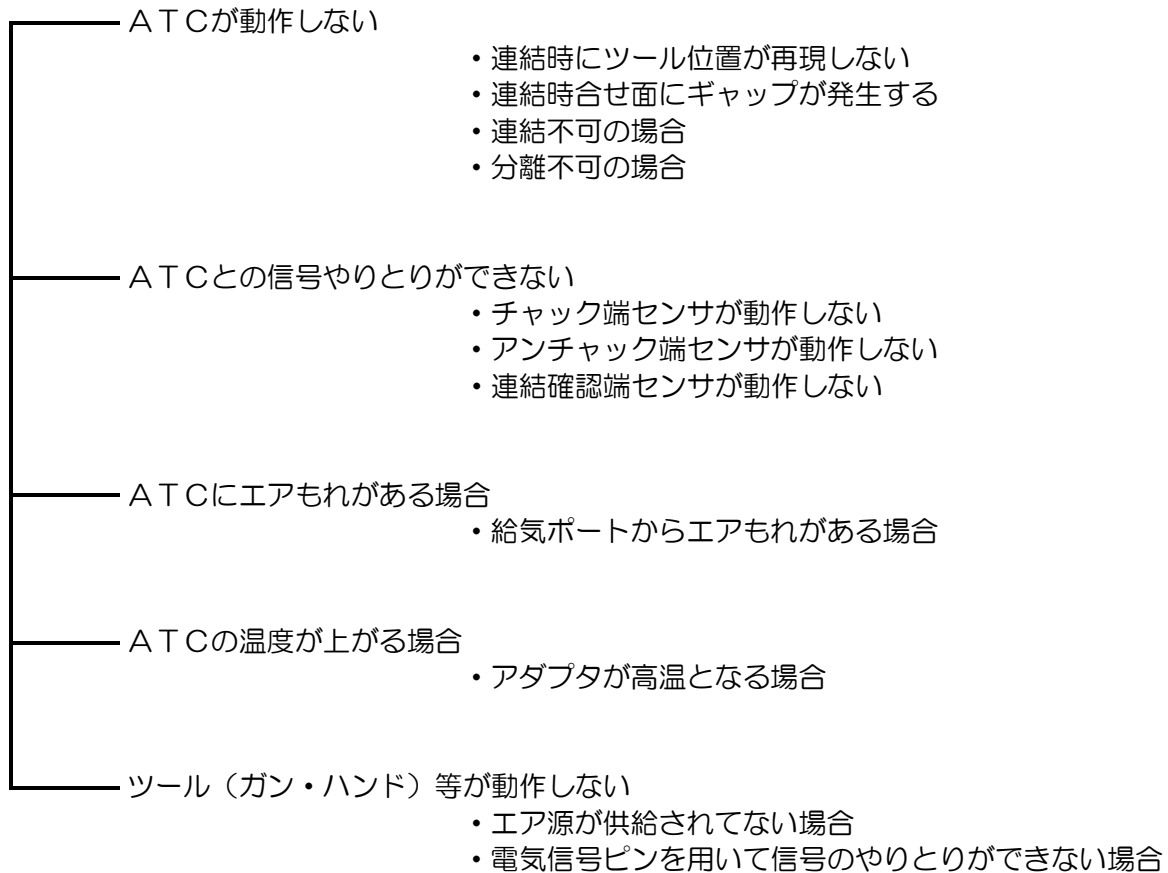 ＡＴＣが動作しない
・連結時にツール位置が再現しない
・連結時合せ面にギャップが発生する
・連結不可の場合
・分離不可の場合
ＡＴＣとの信号やりとりができない
・チャック端センサが動作しない
・アンチャック端センサが動作しない
・連結確認端センサが動作しない
ＡＴＣにエアもれがある場合
・給気ポートからエアもれがある場合
ＡＴＣの温度が上がる場合
・アダプタが高温となる場合
ツール（ガン・ハンド）等が動作しない
・エア源が供給されてない場合
・電気信号ピンを用いて信号のやりとりができない場合